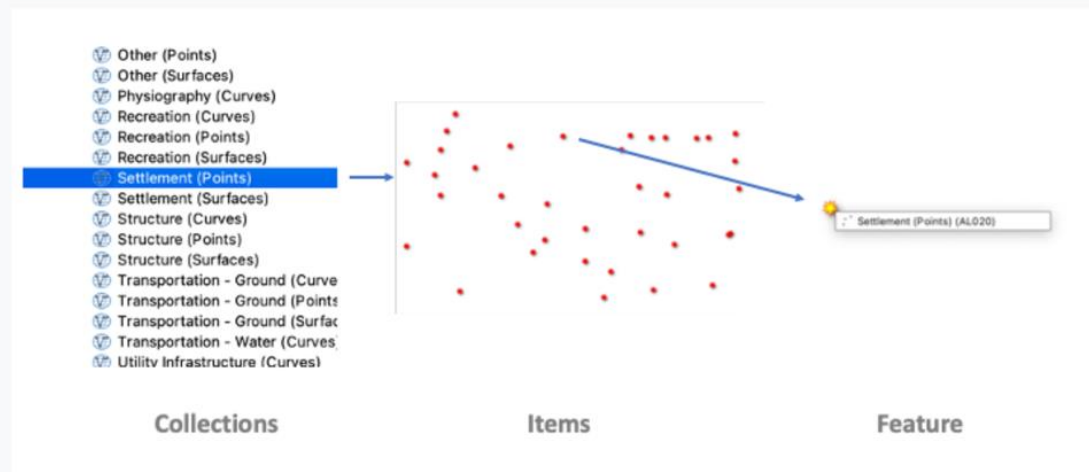 Other (Points)
Other (Surfaces)
Physiography (Curves)
Recreation (Curves)
Recreation (Points)
Recreation (Surfaces)
Settlement (Points)
Settlement (Surfaces)
Structure (Curves)
Structure (Points)
Structure (Surfaces)
Transportation - Ground (Curve
Transportation - Ground (Points
Transportation - Ground (Surfac
Transportation - Water (Curves)
Utility Infrastructure (Curves)
Settlement (Points) (AL020)
Collections
Items
Feature